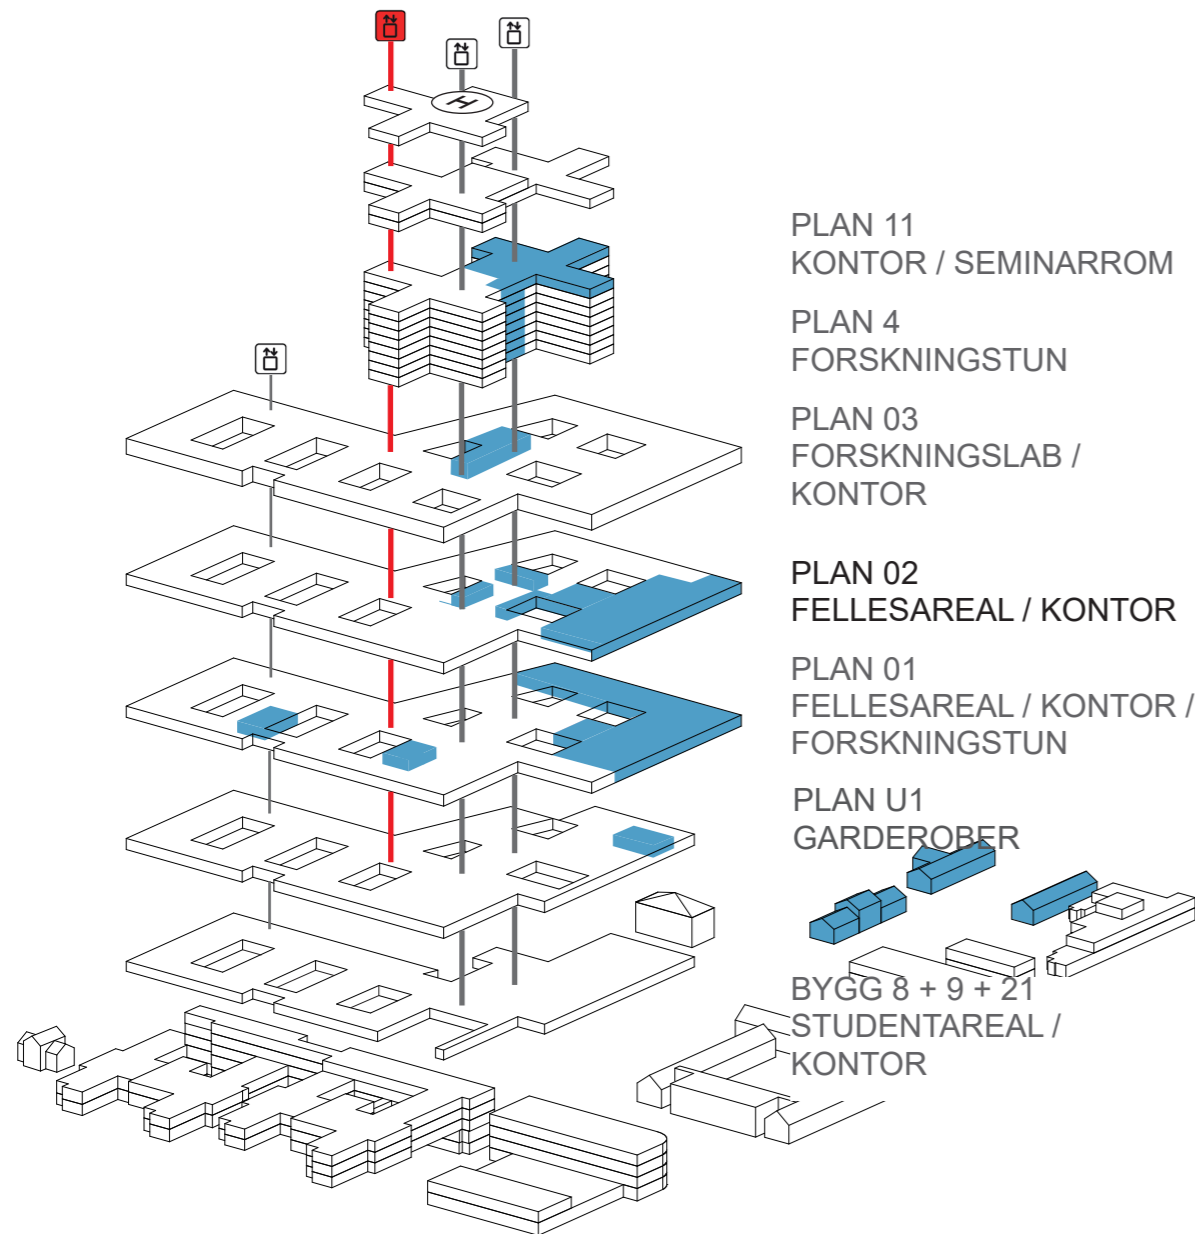 H
PLAN 11
KONTOR / SEMINARROM
PLAN 4
FORSKNINGSTUN
PLAN 03
FORSKNINGSLAB /
KONTOR
PLAN 02
FELLESAREAL / KONTOR
PLAN 01
FELLESAREAL / KONTOR /
FORSKNINGSTUN
PLAN U1
GARDEROBER
BYGG 8 + 9 + 21
STUDENTAREAL /
KONTOR